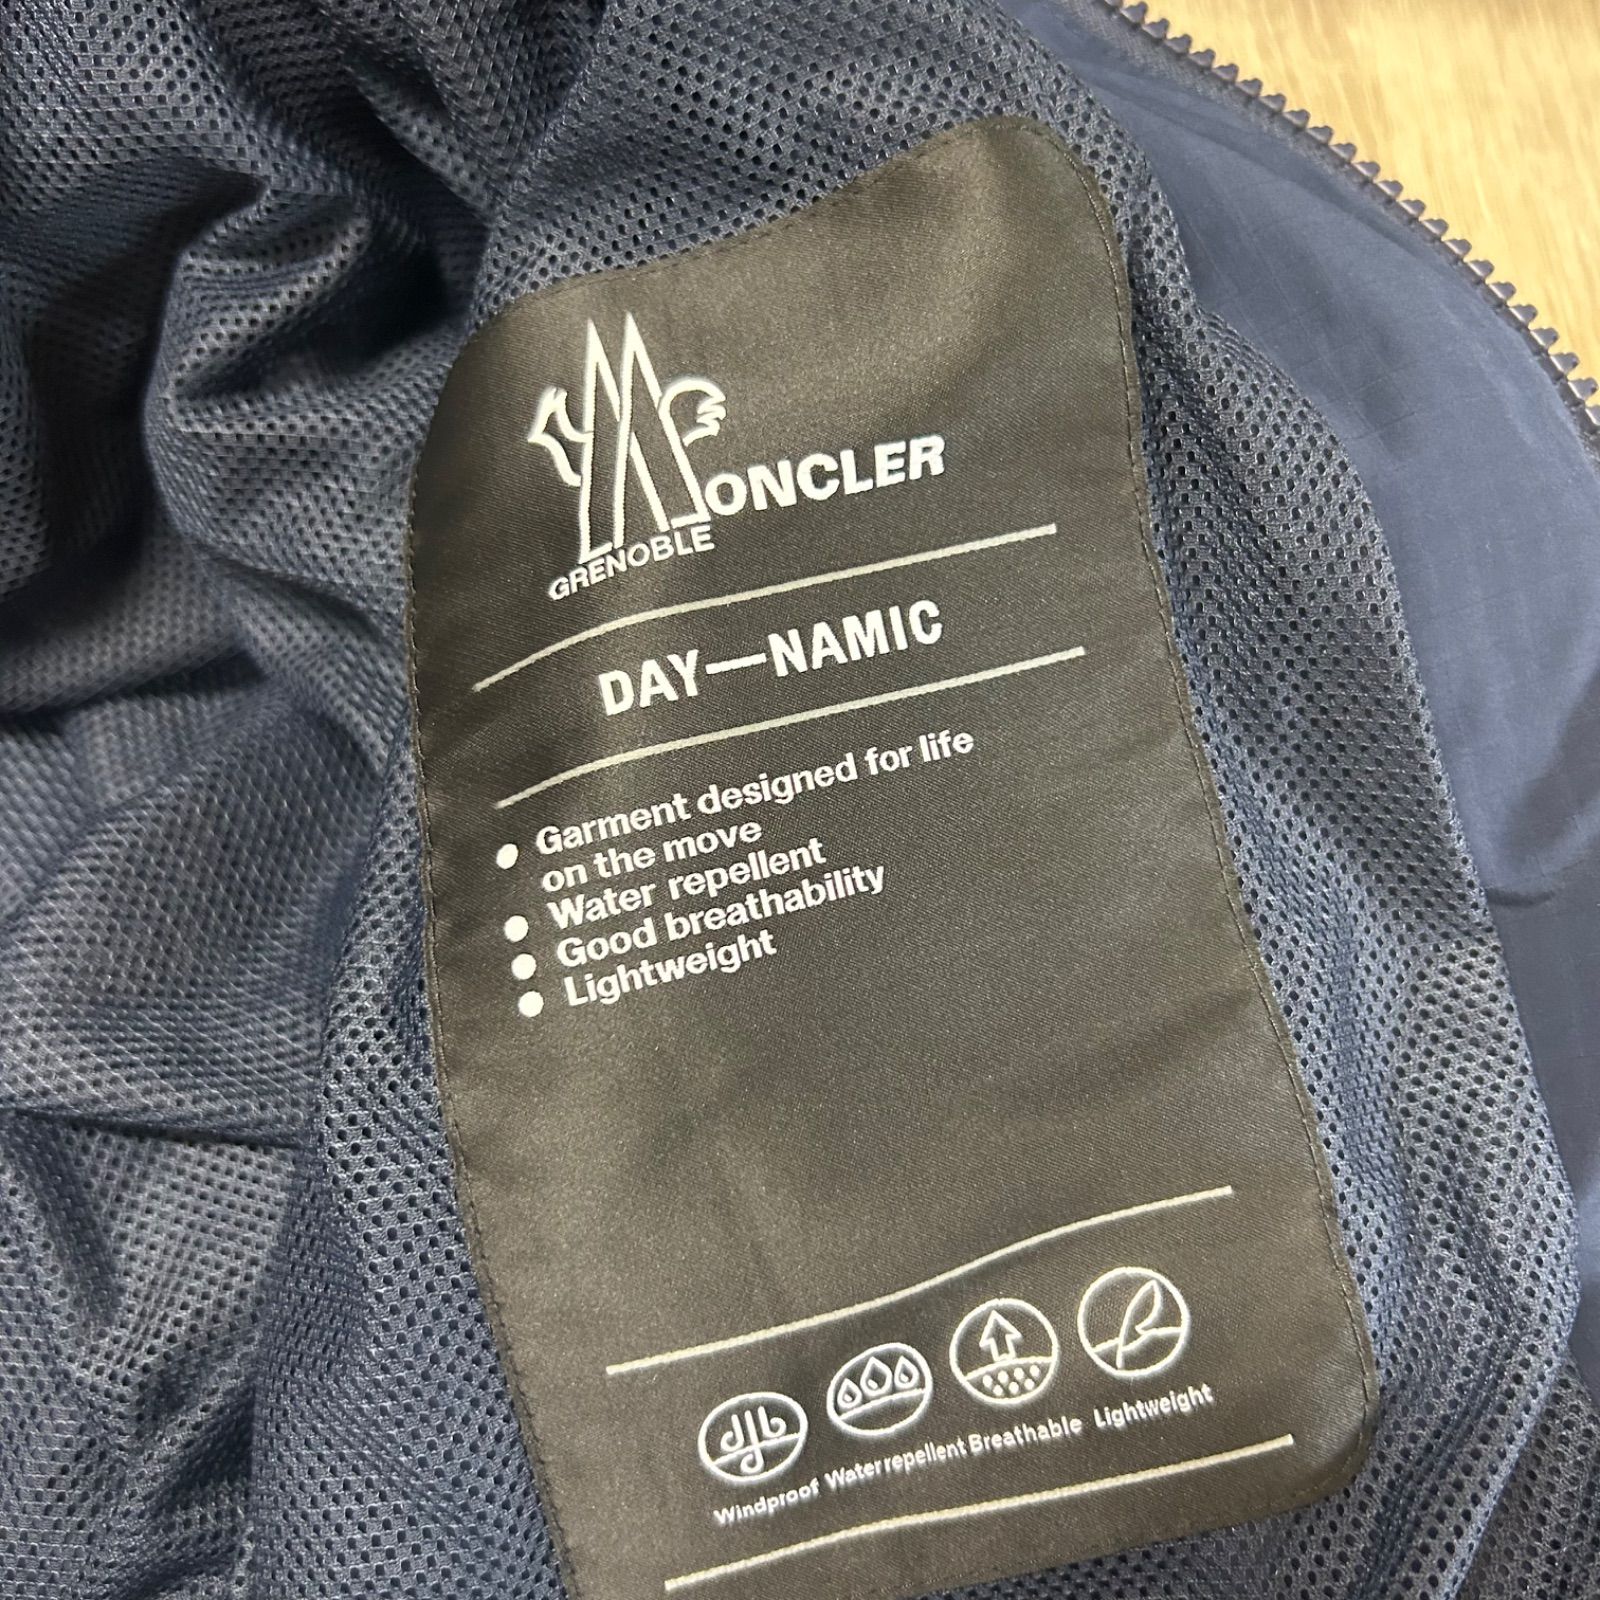 MONCLER
GRENOBLE
DAY—NAMIC
● Garment designed for life
on the move
● Water repellent
● Good breathability
● Lightweight
Windproof Water repellent Breathable Lightweight